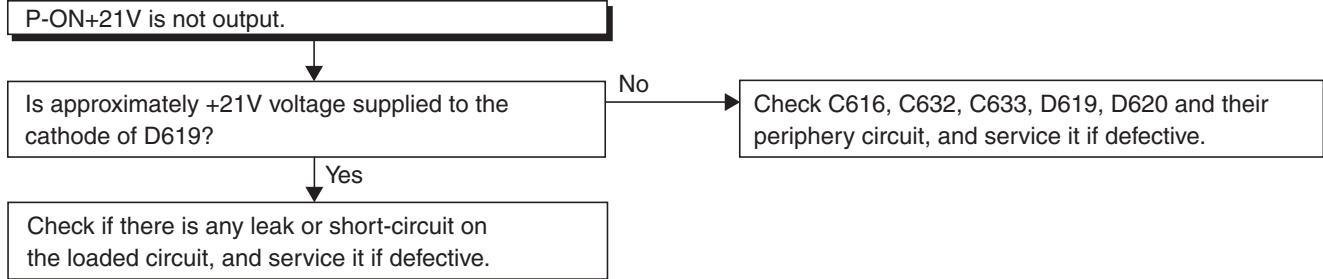 P-ON+21V is not output.
Is approximately +21V voltage supplied to the
cathode of D619?
No
Check C616, C632, C633, D619, D620 and their
periphery circuit, and service it if defective.
Yes
Check if there is any leak or short-circuit on
the loaded circuit, and service it if defective.